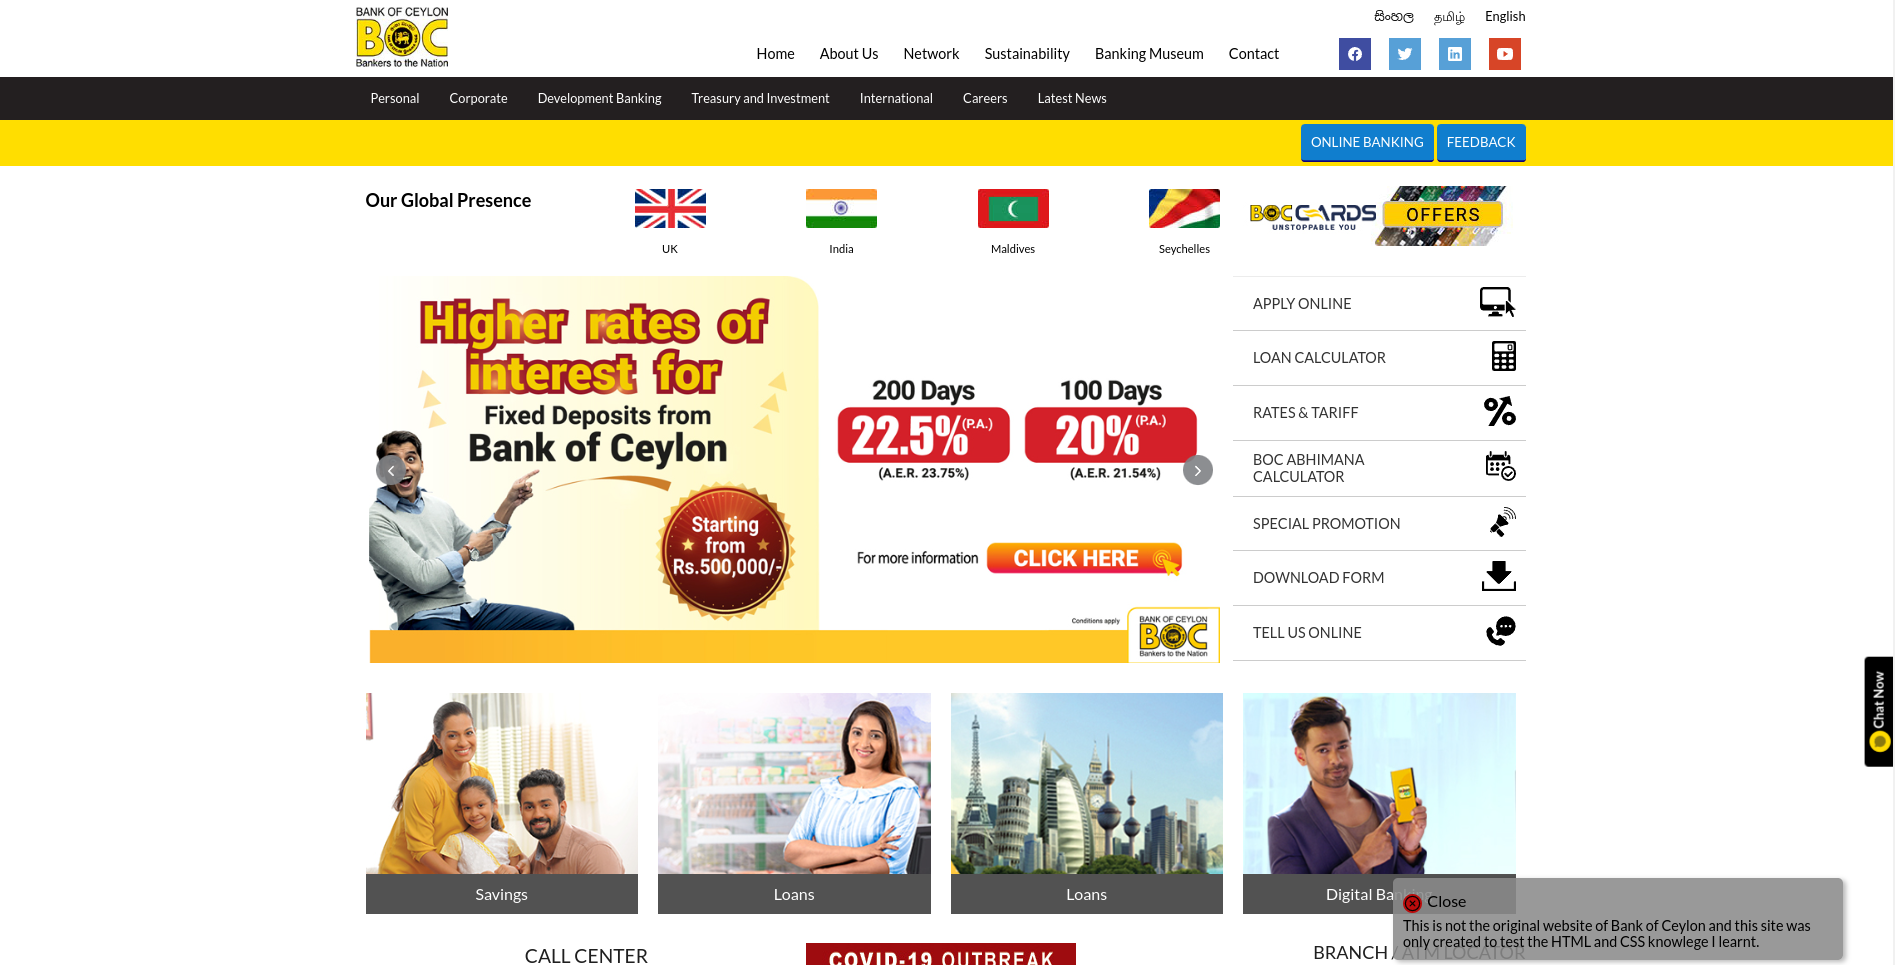 BANK OF CEYLON
BOC
Bankers to the Nation
සිංහල தமிழ் English
Home About Us Network Sustainability Banking Museum Contact
Personal Corporate Development Banking Treasury and Investment International Careers Latest News
ONLINE BANKING FEEDBACK
Our Global Presence
UK India Maldives Seychelles
BOC CARDS
UNSTOPPABLE YOU
OFFERS
Higher rates of
interest for
Fixed Deposits from
Bank of Ceylon
Starting
from
Rs.500,000/-
200 Days
22.5% (P.A.)
(A.E.R. 23.75%)
100 Days
20% (P.A.)
(A.E.R. 21.54%)
For more information CLICK HERE
Conditions apply
BANK OF CEYLON
BOC
Bankers to the Nation
APPLY ONLINE
LOAN CALCULATOR
RATES & TARIFF
BOC ABHIMANA
CALCULATOR
SPECIAL PROMOTION
DOWNLOAD FORM
TELL US ONLINE
Chat Now
Savings
Loans
Loans
Digital Banking
Close
This is not the original website of Bank of Ceylon and this site was
only created to test the HTML and CSS knowlege I learnt.
CALL CENTER
COVID-19 OUTBREAK
BRANCH / ATM LOCATOR